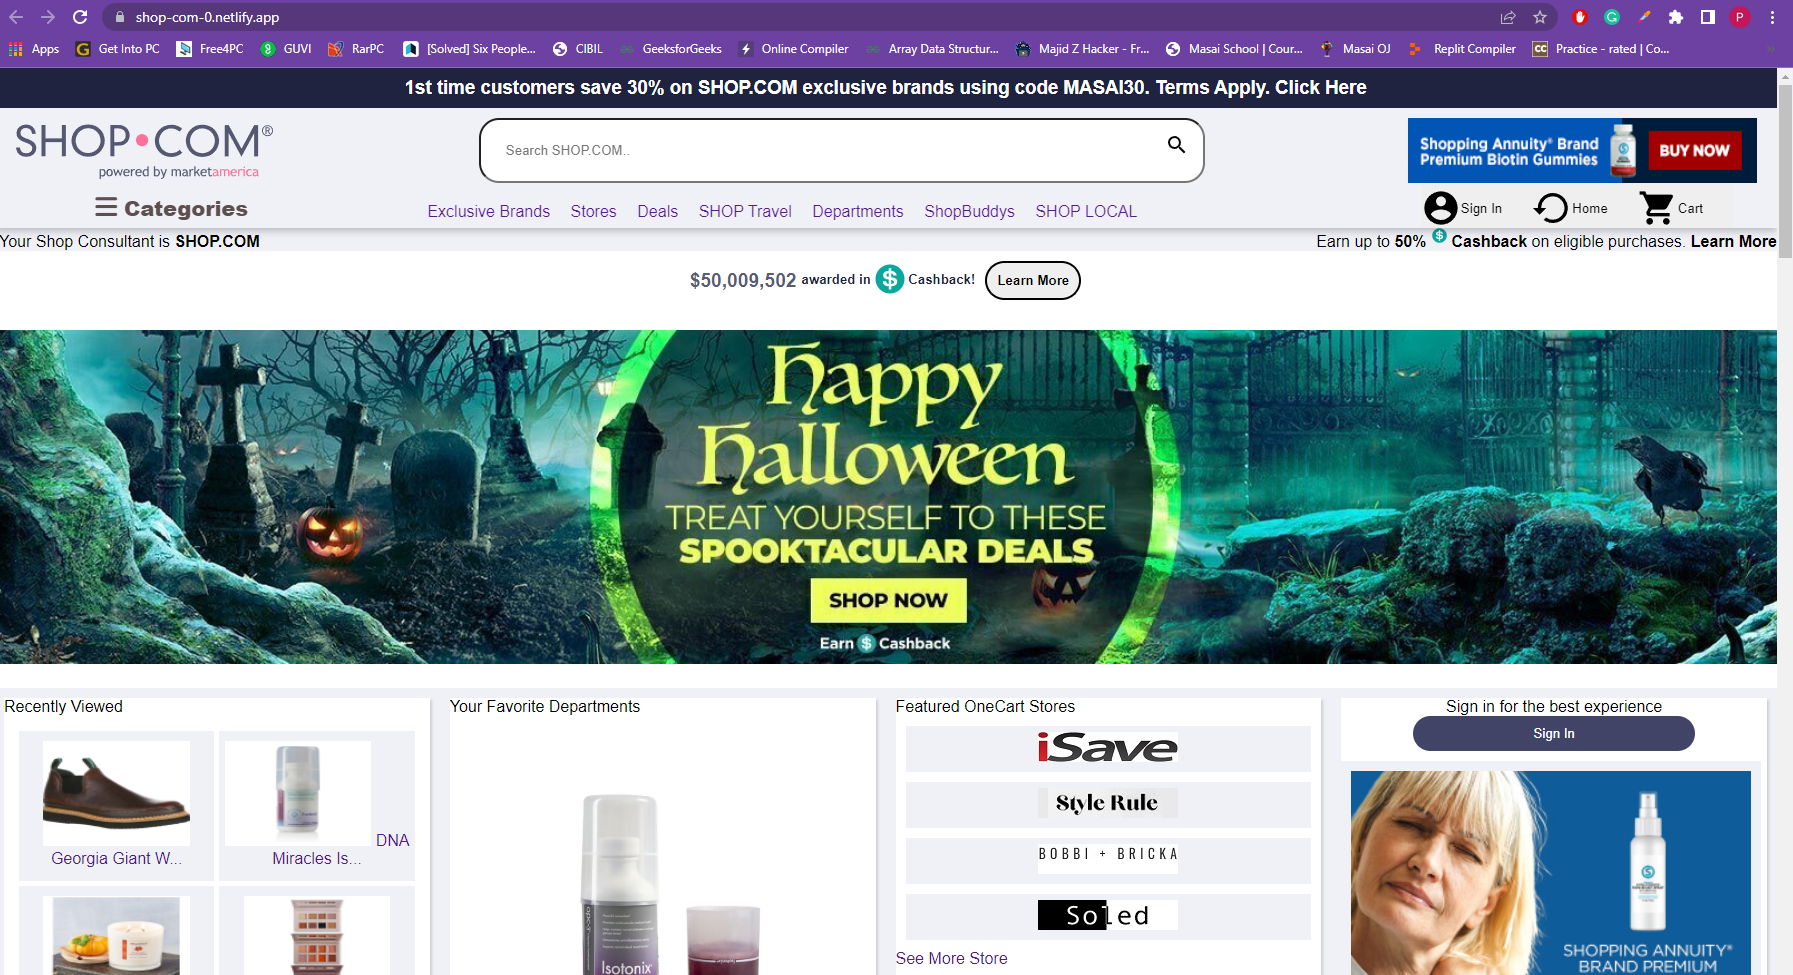 shop-com-0.netlify.app
P
Apps
Get Into PC
Free4PC
GUVI
RarPC
[Solved] Six People...
CIBIL
GeeksforGeeks
Online Compiler
Array Data Structur...
Majid Z Hacker - Fr...
Masai School | Cour...
Masai OJ
Replit Compiler
CC
Practice - rated | Co...
1st time customers save 30% on SHOP.COM exclusive brands using code MASAI30. Terms Apply. Click Here
SHOP•COM®
powered by marketamerica
Search SHOP.COM..
Shopping Annuity® Brand
Premium Biotin Gummies
BUY NOW
Categories
Exclusive Brands
Stores
Deals
SHOP Travel
Departments
ShopBuddys
SHOP LOCAL
Sign In
Home
Cart
Your Shop Consultant is SHOP.COM
Earn up to 50% $ Cashback on eligible purchases. Learn More
$50,009,502 awarded in $ Cashback!
Learn More
Happy
Halloween
TREAT YOURSELF TO THESE
SPOOKTACULAR DEALS
SHOP NOW
Earn $ Cashback
Recently Viewed
Georgia Giant W...
DNA
Miracles Is...
Your Favorite Departments
Isotonix
Featured OneCart Stores
iSave
Style Rule
BOBBI + BRICKA
Soled
See More Store
Sign in for the best experience
Sign In
SHOPPING ANNUITY®
BRAND PREMIUM